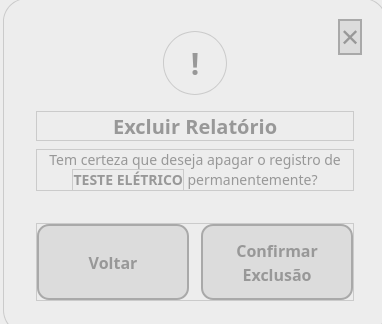 !
Excluir Relatório
Tem certeza que deseja apagar o registro de
TESTE ELÉTRICO permanentemente?
Voltar
Confirmar
Exclusão